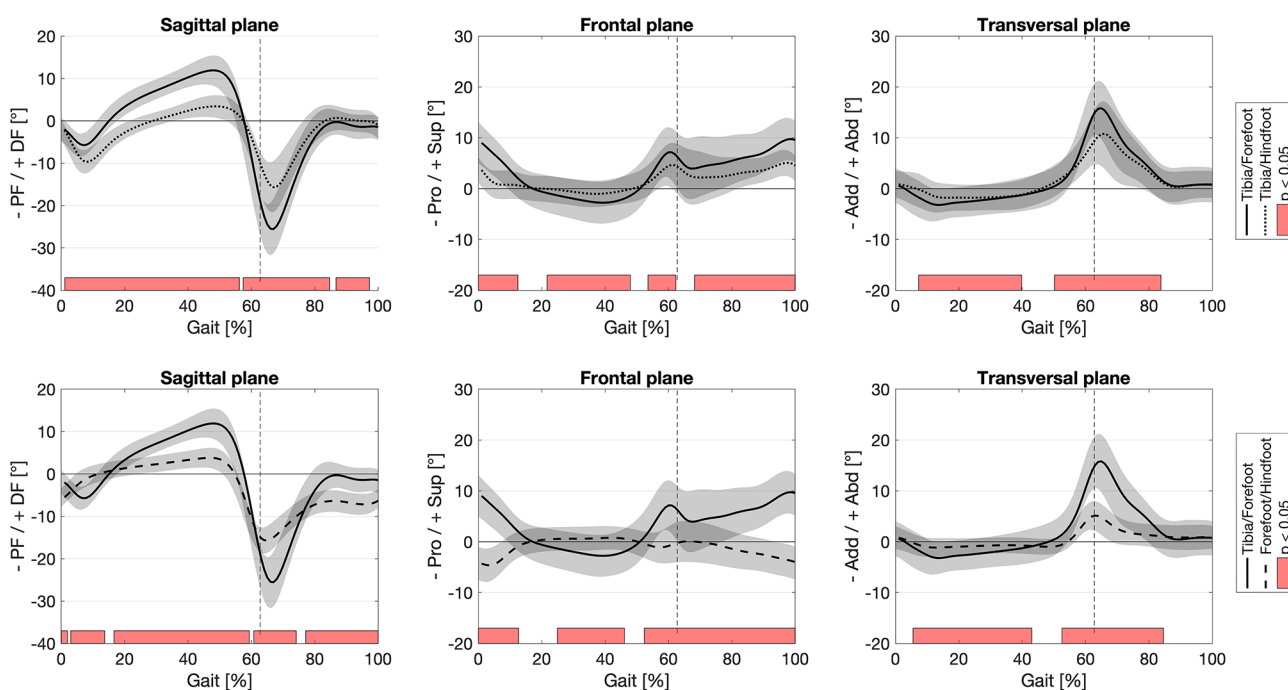 Sagittal plane
Frontal plane
Transversal plane
- PF / + DF [°]
20
10
0
-10
-20
-30
-40
0 20 40 60 80 100
Gait [%]
- Pro / + Sup [°]
30
20
10
0
-10
-20
0 20 40 60 80 100
Gait [%]
- Add / + Abd [°]
30
20
10
0
-10
-20
0 20 40 60 80 100
Gait [%]
Tibia/Forefoot
Tibia/Hindfoot
p < 0.05
Sagittal plane
Frontal plane
Transversal plane
- PF / + DF [°]
20
10
0
-10
-20
-30
-40
0 20 40 60 80 100
Gait [%]
- Pro / + Sup [°]
30
20
10
0
-10
-20
0 20 40 60 80 100
Gait [%]
- Add / + Abd [°]
30
20
10
0
-10
-20
0 20 40 60 80 100
Gait [%]
Tibia/Forefoot
Forefoot/Hindfoot
p < 0.05